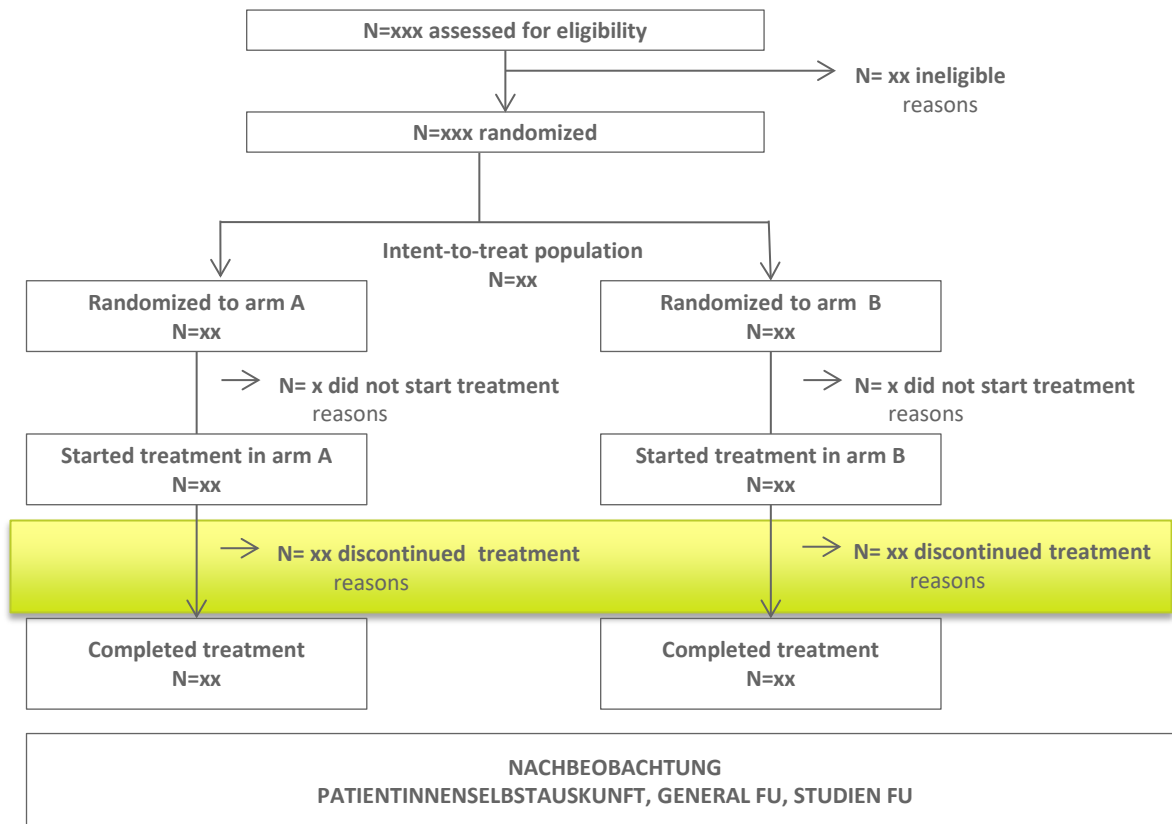 N=xxx assessed for eligibility
N= xx ineligible
reasons
N=xxx randomized
Intent-to-treat population
N=xx
Randomized to arm A
N=xx
Randomized to arm  B
N=xx
N= x did not start treatment
reasons
N= x did not start treatment
reasons
Started treatment in arm A
N=xx
Started treatment in arm B
N=xx
N= xx discontinued  treatment
reasons
N= xx discontinued treatment
reasons
Completed treatment
N=xx
Completed treatment
N=xx
NACHBEOBACHTUNG
PATIENTINNENSELBSTAUSKUNFT, GENERAL FU, STUDIEN FU